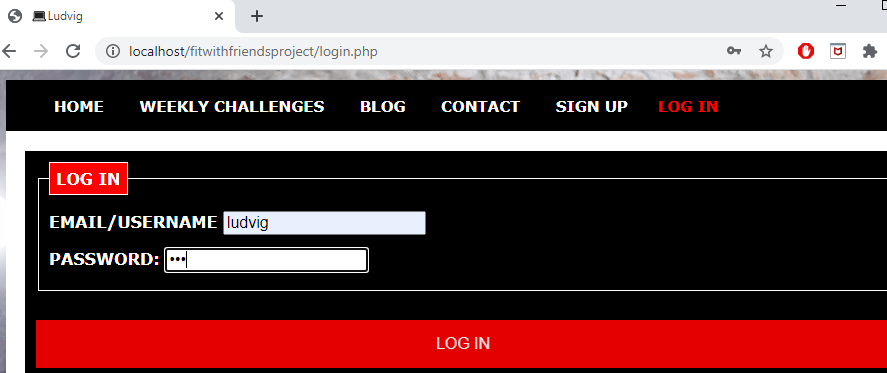 Ludvig
localhost/fitwithfriendsproject/login.php
HOME WEEKLY CHALLENGES BLOG CONTACT SIGN UP LOG IN
LOG IN
EMAIL/USERNAME ludvig
PASSWORD: •••
LOG IN